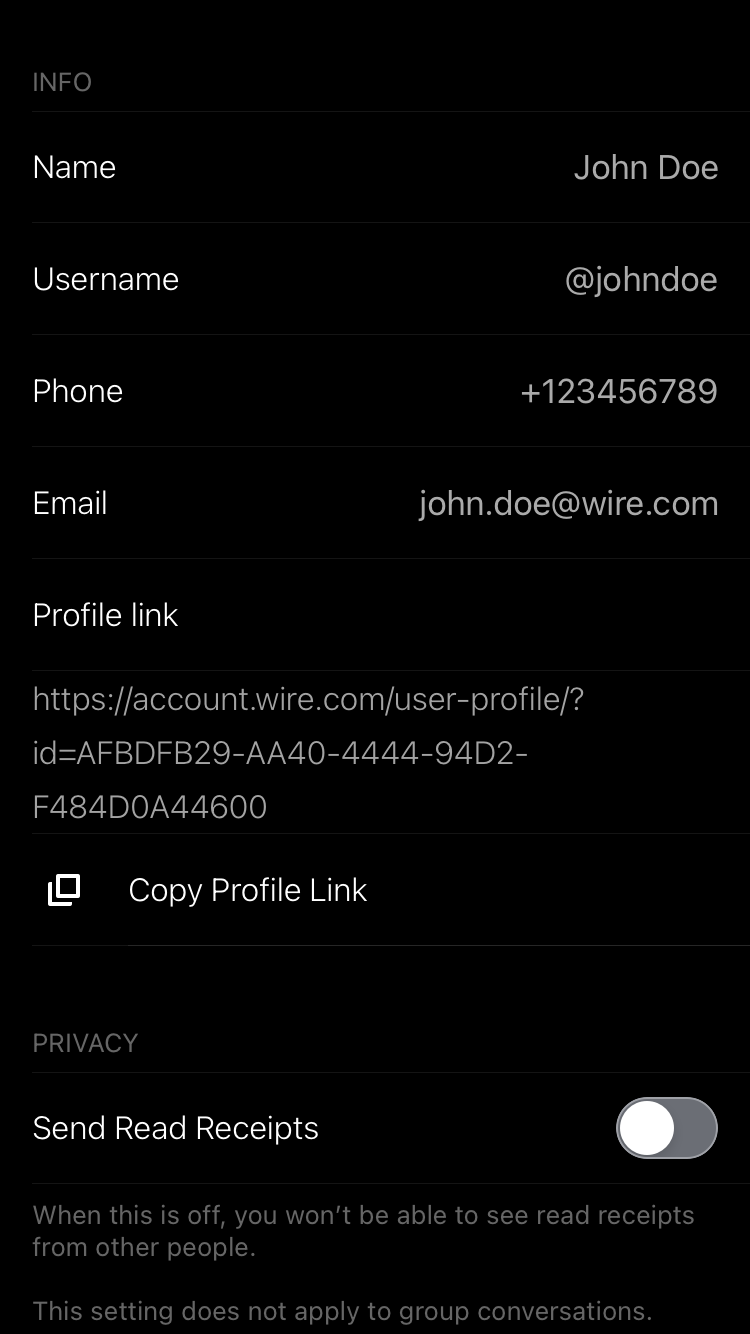 INFO
Name John Doe
Username @johndoe
Phone +123456789
Email john.doe@wire.com
Profile link
https://account.wire.com/user-profile/?
id=AFBDFB29-AA40-4444-94D2-
F484D0A44600
Copy Profile Link
PRIVACY
Send Read Receipts
When this is off, you won’t be able to see read receipts
from other people.
This setting does not apply to group conversations.